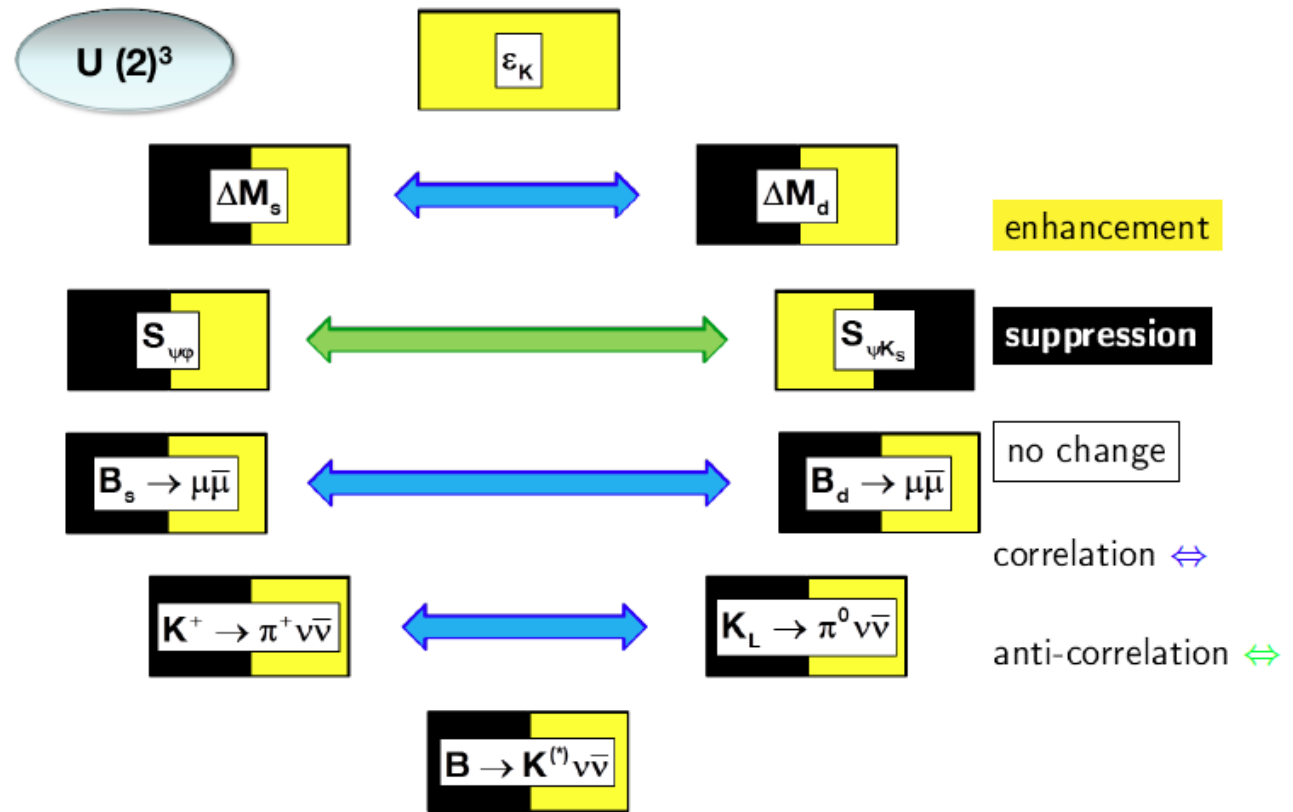 U (2)³
ε_K
ΔM_s
ΔM_d
enhancement
S_ψφ
S_ψK_s
suppression
B_s → μμ̅
B_d → μμ̅
no change
correlation ⇔
K⁺ → π⁺νν̅
K_L → π⁰νν̅
anti-correlation ⇔
B → K⁽*⁾νν̅